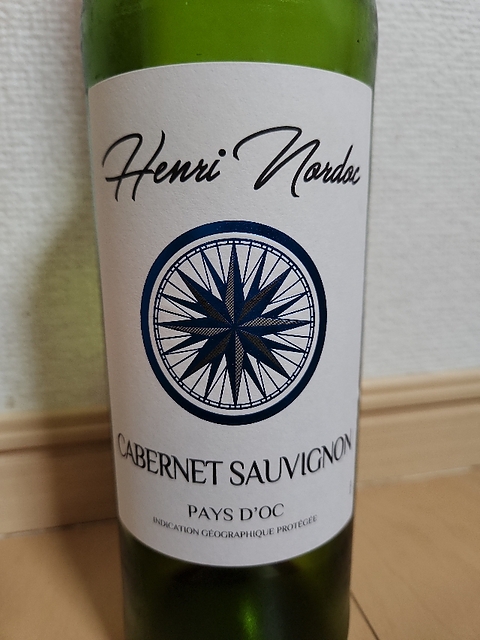 Henri Nordoc
CABERNET SAUVIGNON
PAYS D'OC
INDICATION GÉOGRAPHIQUE PROTÉGÉE